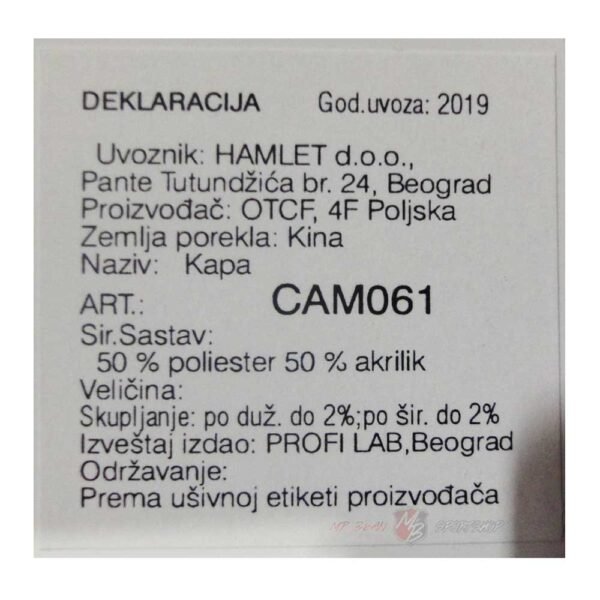 DEKLARACIJA God.uvoza: 2019
Uvoznik: HAMLET d.o.o.,
Pante Tutundžića br. 24, Beograd
Proizvođač: OTCF, 4F Poljska
Zemlja porekla: Kina
Naziv: Kapa
ART.: CAM061
Sir.Sastav:
50 % poliester 50 % akrilik
Veličina:
Skupljanje: po duž. do 2%;po šir. do 2%
Izveštaj izdao: PROFI LAB,Beograd
Održavanje:
Prema ušivnoj etiketi proizvođača
MB